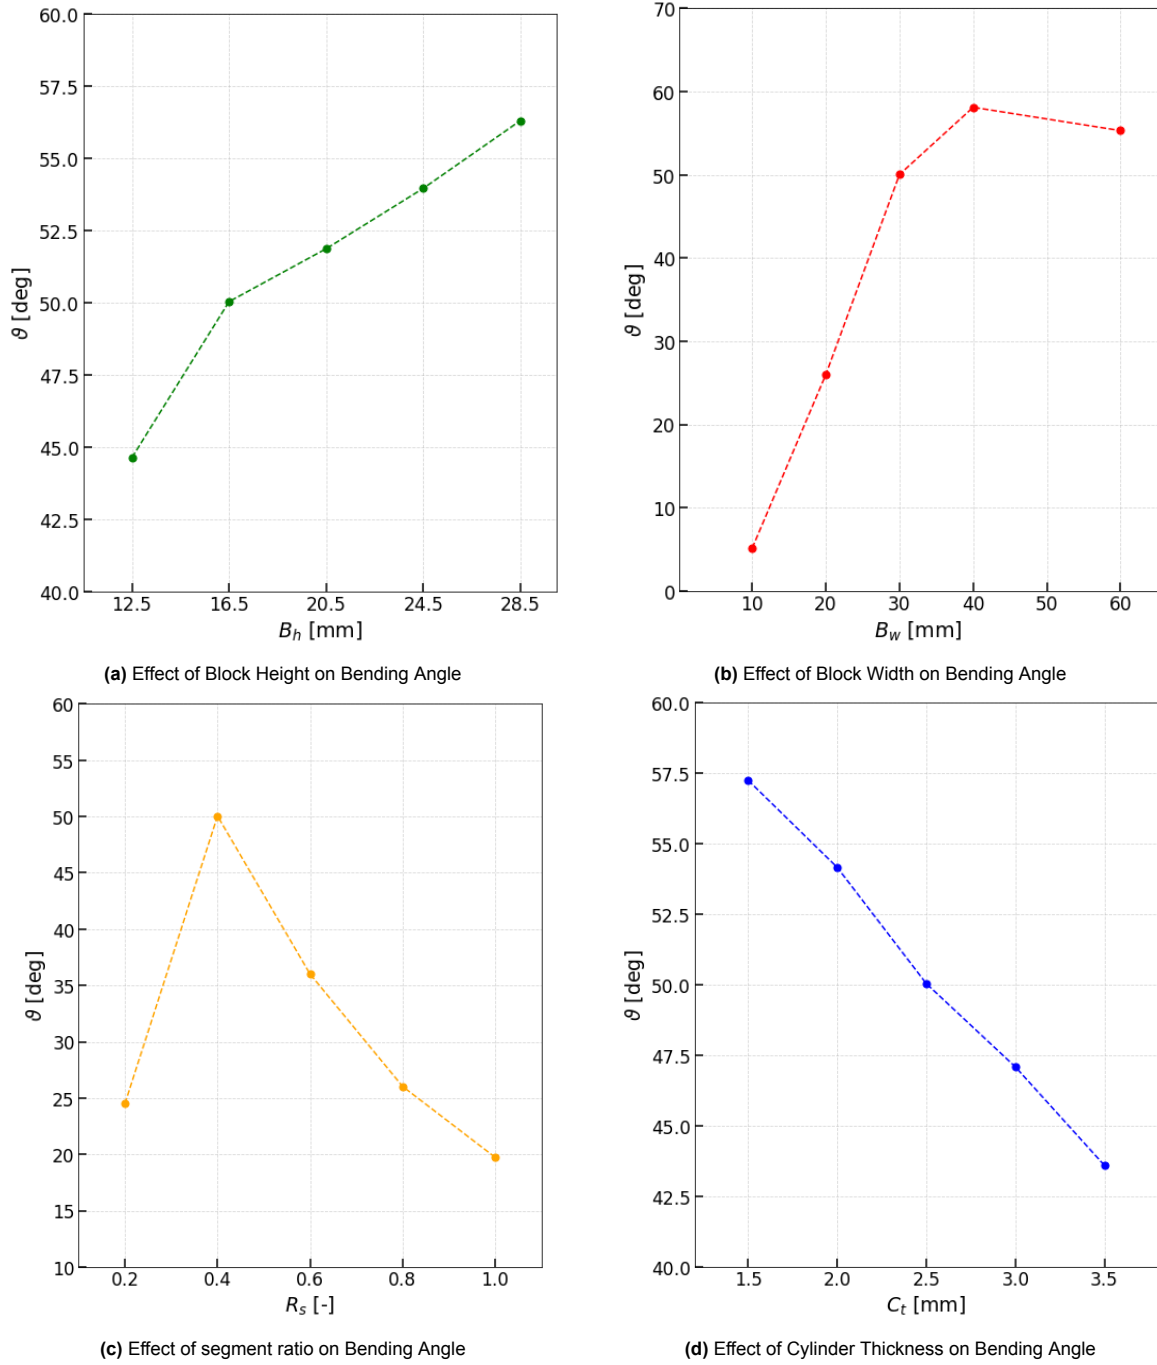 60.0
57.5
55.0
52.5
50.0
47.5
45.0
42.5
40.0
ϑ [deg]
12.5 16.5 20.5 24.5 28.5
B_h [mm]
(a) Effect of Block Height on Bending Angle
70
60
50
40
30
20
10
0
ϑ [deg]
10 20 30 40 50 60
B_w [mm]
(b) Effect of Block Width on Bending Angle
60
55
50
45
40
35
30
25
20
15
10
ϑ [deg]
0.2 0.4 0.6 0.8 1.0
R_s [-]
(c) Effect of segment ratio on Bending Angle
60.0
57.5
55.0
52.5
50.0
47.5
45.0
42.5
40.0
ϑ [deg]
1.5 2.0 2.5 3.0 3.5
C_t [mm]
(d) Effect of Cylinder Thickness on Bending Angle